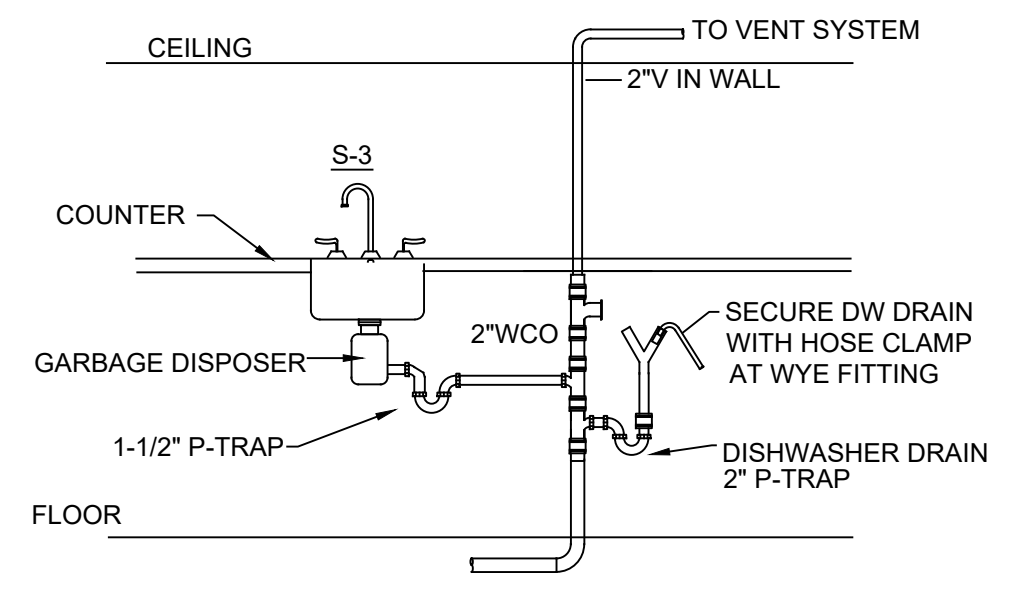 TO VENT SYSTEM
CEILING
2"V IN WALL
S-3
COUNTER
SECURE DW DRAIN
2"WCO
WITH HOSE CLAMP
GARBAGE DISPOSER
AT WYE FITTING
1-1/2" P-TRAP
DISHWASHER DRAIN
2" P-TRAP
FLOOR